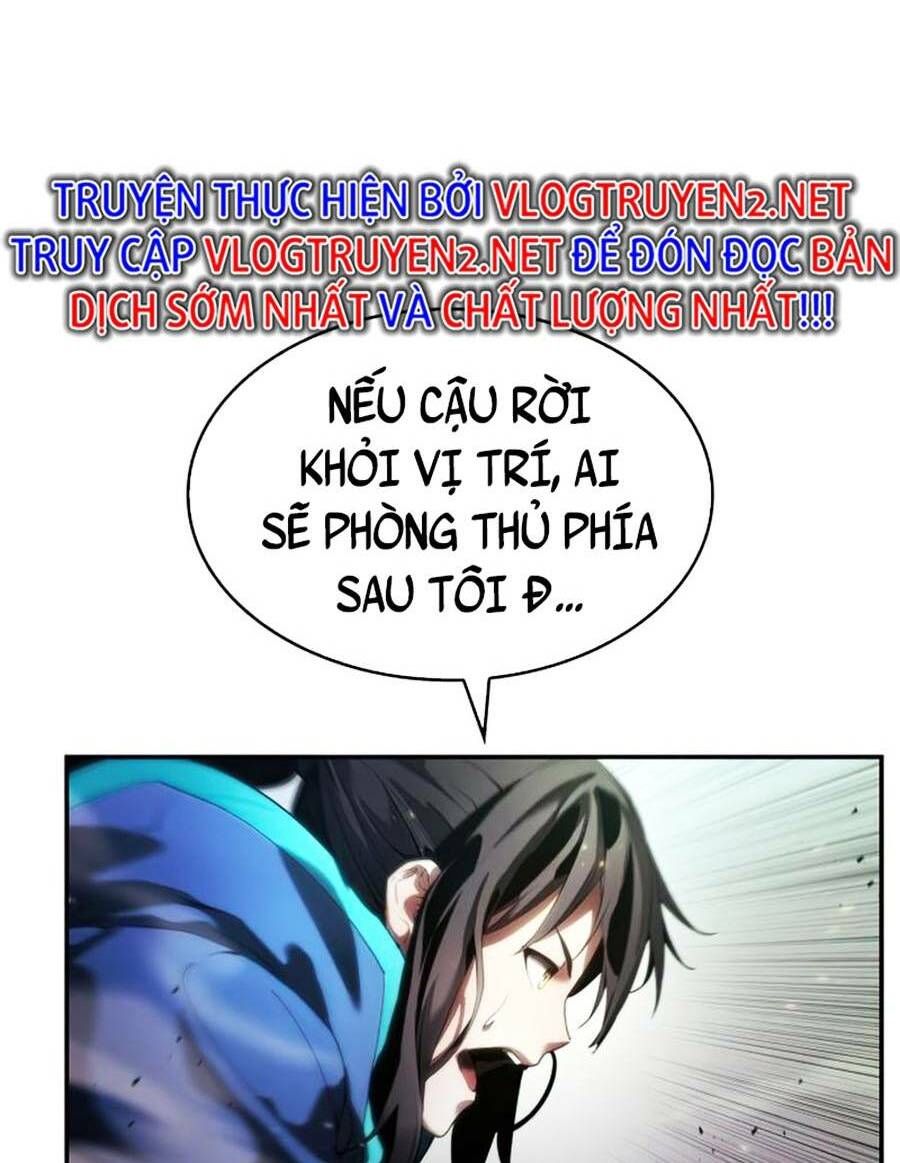 TRUYỆN THỰC HIỆN BỞI VLOGTRUYEN2.NET
TRUY CẬP VLOGTRUYEN2.NET ĐỂ ĐÓN ĐỌC BẢN
DỊCH SỚM NHẤT VÀ CHẤT LƯỢNG NHẤT!!!
NẾU CẬU RỜI
KHỎI VỊ TRÍ, AI
SẼ PHÒNG THỦ PHÍA
SAU TÔI Đ...